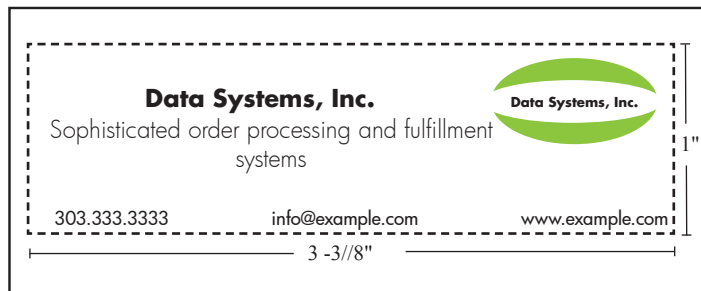 Data Systems, Inc.
Data Systems, Inc.
Sophisticated order processing and fulfillment
systems
1"
303.333.3333 info@example.com www.example.com
3 -3//8"